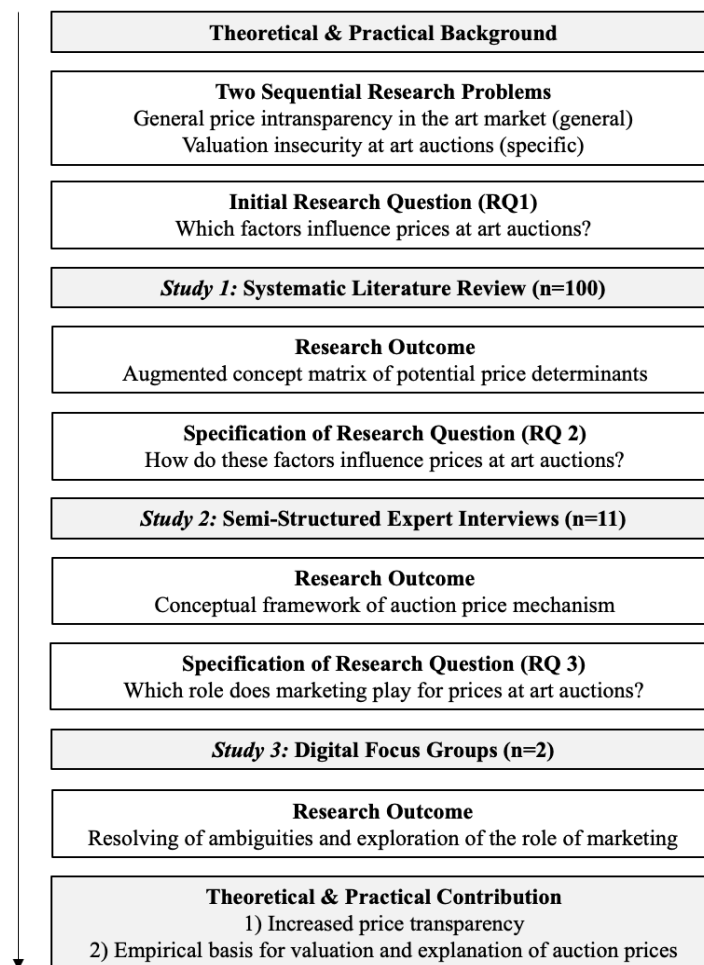 Theoretical & Practical Background
Two Sequential Research Problems
General price intransparency in the art market (general)
Valuation insecurity at art auctions (specific)
Initial Research Question (RQ1)
Which factors influence prices at art auctions?
Study 1: Systematic Literature Review (n=100)
Research Outcome
Augmented concept matrix of potential price determinants
Specification of Research Question (RQ 2)
How do these factors influence prices at art auctions?
Study 2: Semi-Structured Expert Interviews (n=11)
Research Outcome
Conceptual framework of auction price mechanism
Specification of Research Question (RQ 3)
Which role does marketing play for prices at art auctions?
Study 3: Digital Focus Groups (n=2)
Research Outcome
Resolving of ambiguities and exploration of the role of marketing
Theoretical & Practical Contribution
1) Increased price transparency
2) Empirical basis for valuation and explanation of auction prices